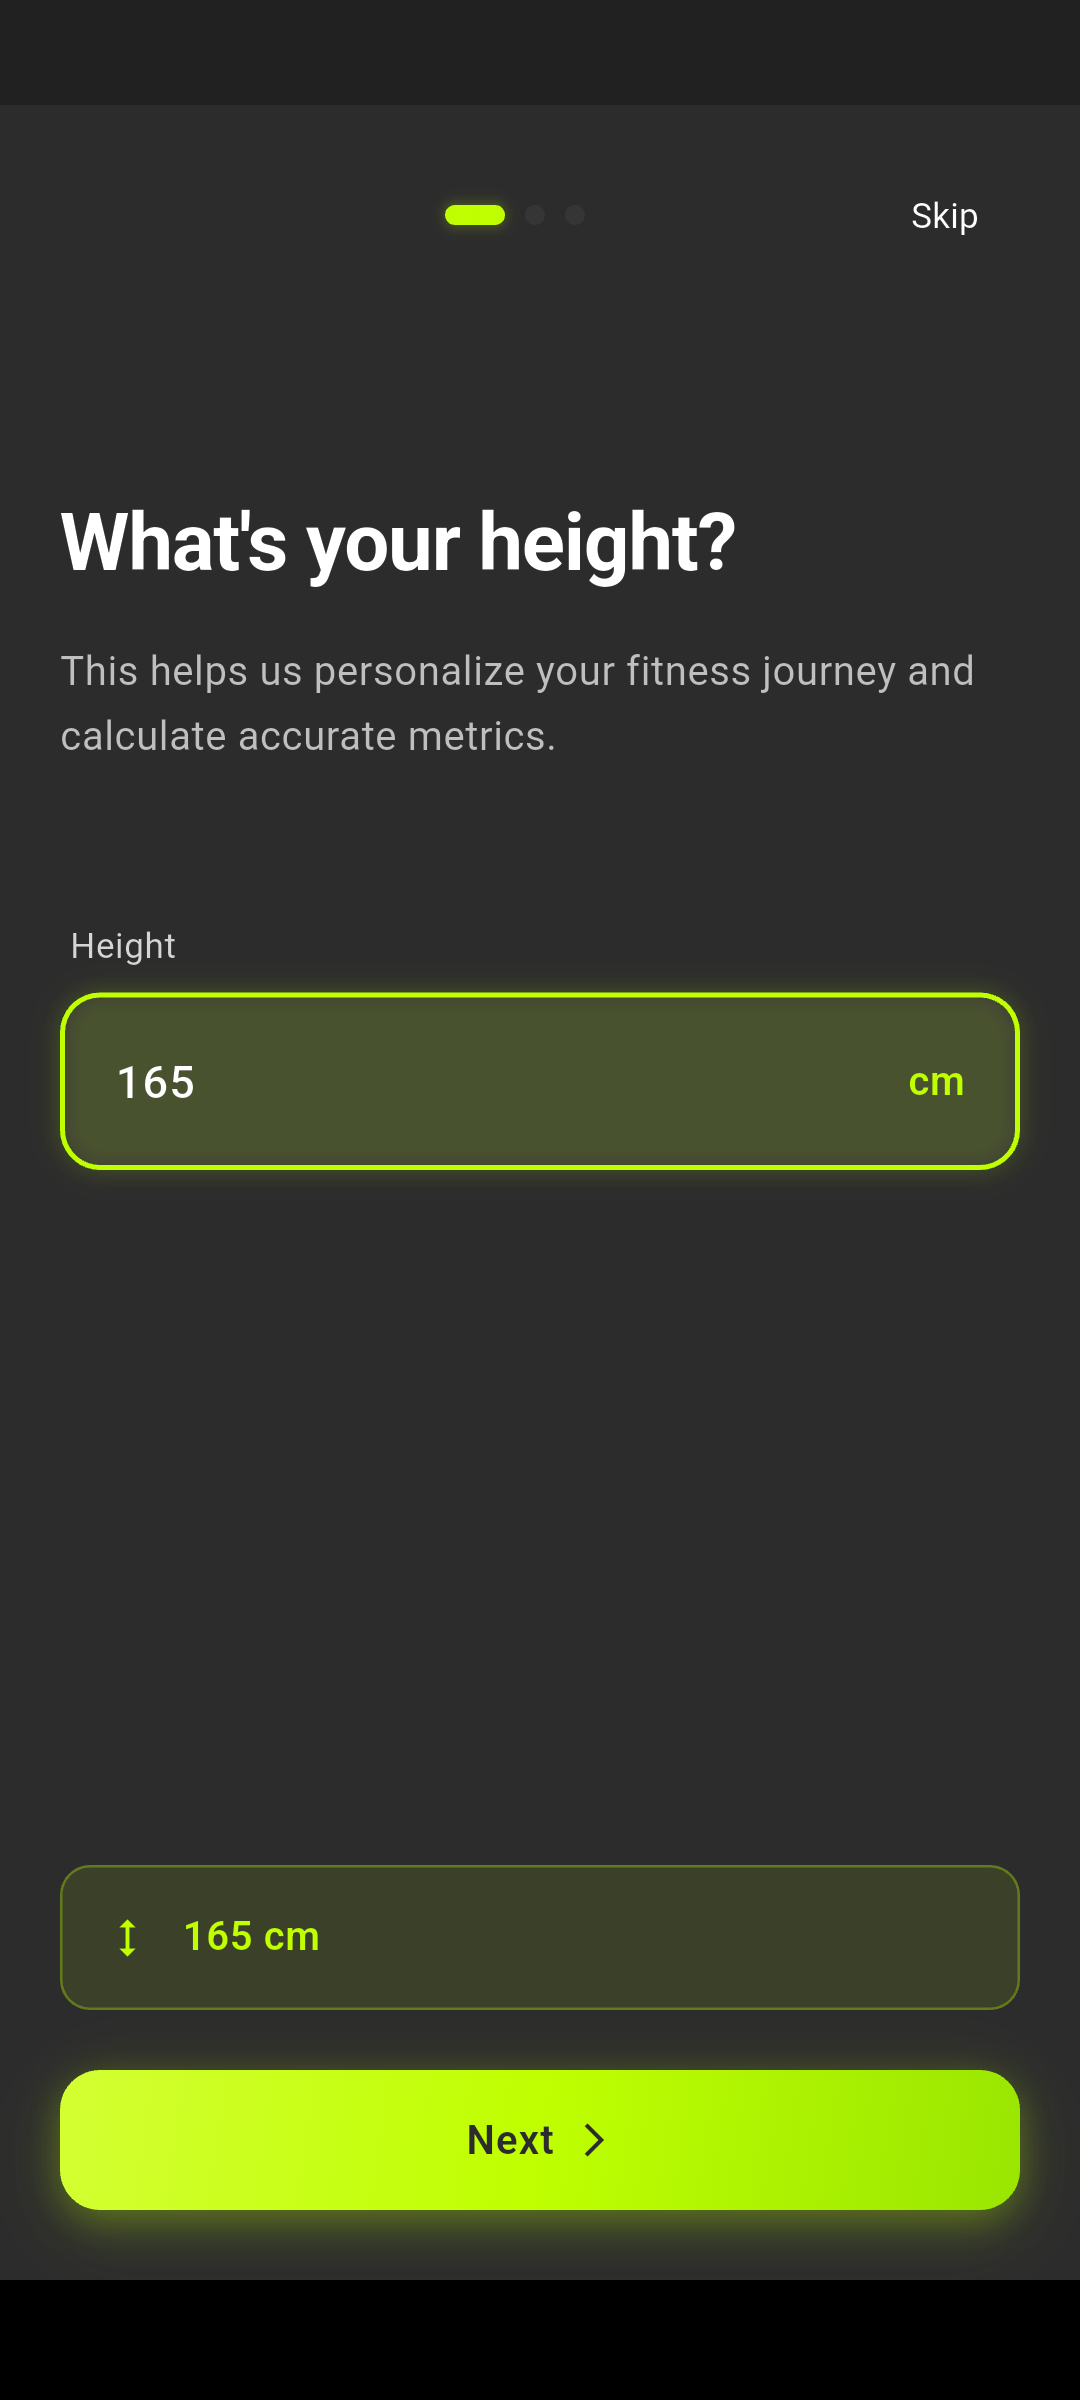 Skip
What's your height?
This helps us personalize your fitness journey and
calculate accurate metrics.
Height
165 cm
165 cm
Next